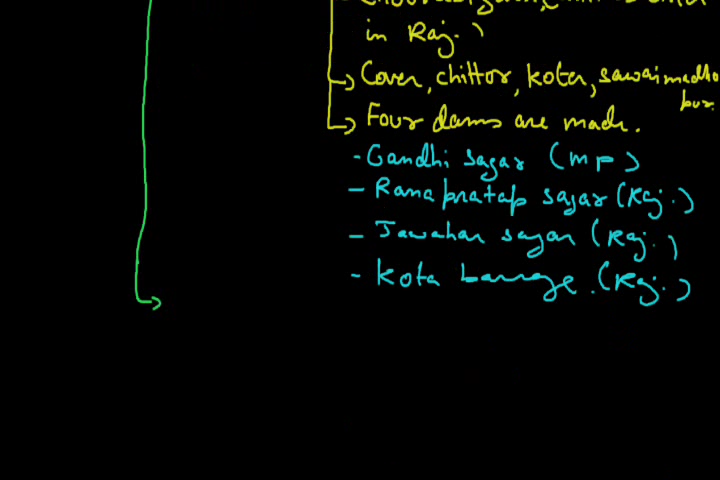 in Raj. )
Cover, chittor, kota, sawaimadho
pur.
Four dams are made.
- Gandhi sagar (MP)
- Rana pratap sagar (Raj.)
- Jawahar sagar (Raj.)
- Kota barrage. (Raj.)